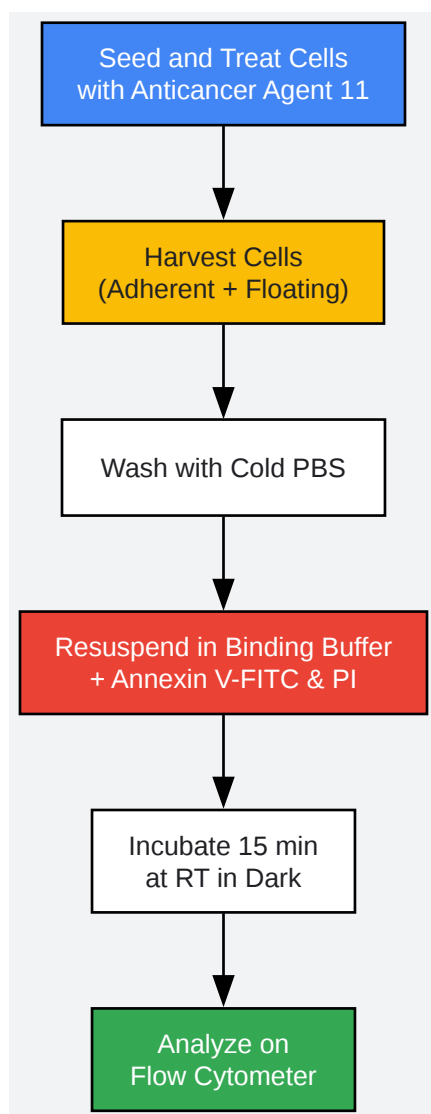 Seed and Treat Cells
with Anticancer Agent 11
Harvest Cells
(Adherent + Floating)
Wash with Cold PBS
Resuspend in Binding Buffer
+ Annexin V-FITC & PI
Incubate 15 min
at RT in Dark
Analyze on
Flow Cytometer